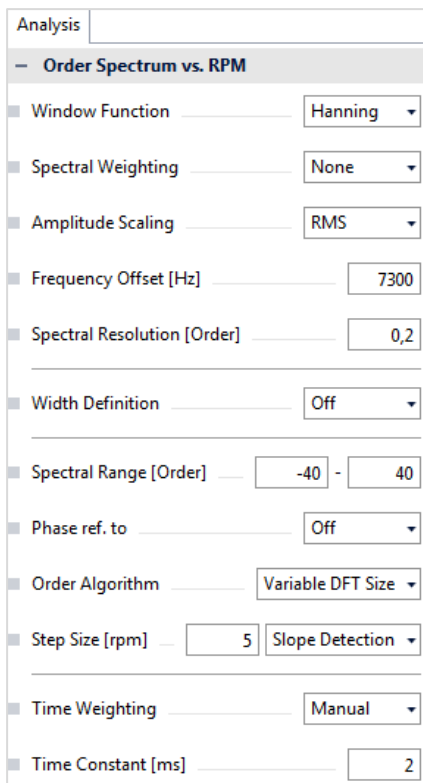 Analysis
– Order Spectrum vs. RPM
Window Function Hanning
Spectral Weighting None
Amplitude Scaling RMS
Frequency Offset [Hz] 7300
Spectral Resolution [Order] 0,2
Width Definition Off
Spectral Range [Order] -40 - 40
Phase ref. to Off
Order Algorithm Variable DFT Size
Step Size [rpm] 5 Slope Detection
Time Weighting Manual
Time Constant [ms] 2